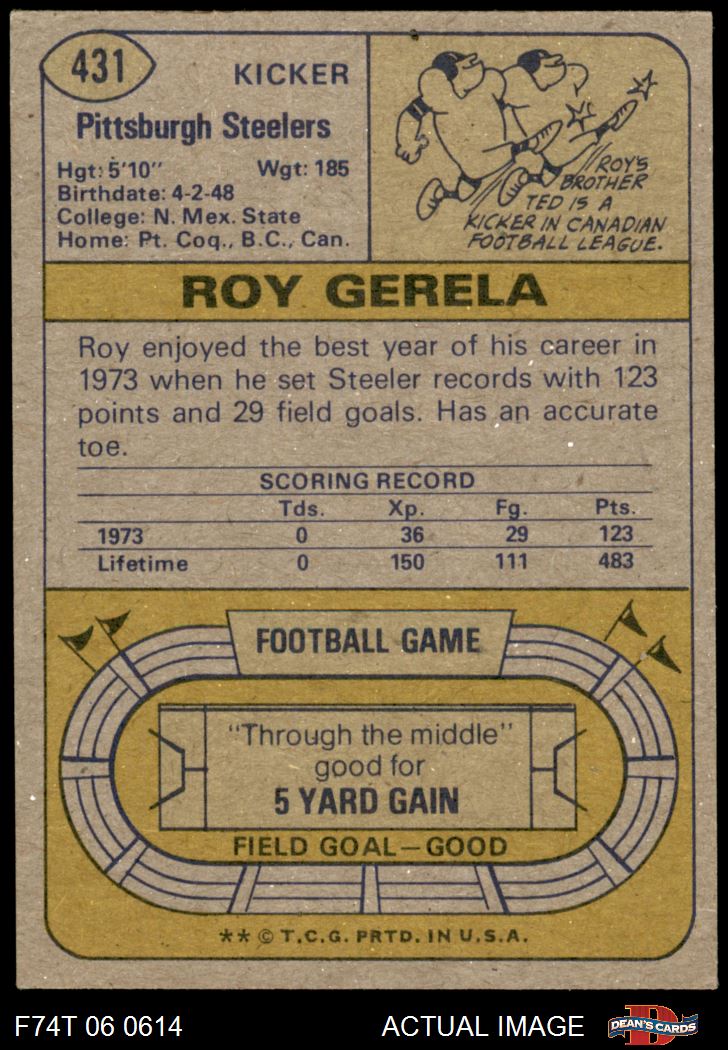 431
KICKER
Pittsburgh Steelers
Hgt: 5'10" Wgt: 185
Birthdate: 4-2-48
College: N. Mex. State
Home: Pt. Coq., B.C., Can.
ROY'S
BROTHER
TED IS A
KICKER IN CANADIAN
FOOTBALL LEAGUE.
ROY GERELA
Roy enjoyed the best year of his career in
1973 when he set Steeler records with 123
points and 29 field goals. Has an accurate
toe.
SCORING RECORD
Tds. Xp. Fg. Pts.
1973 0 36 29 123
Lifetime 0 150 111 483
FOOTBALL GAME
"Through the middle"
good for
5 YARD GAIN
FIELD GOAL—GOOD
** © T.C.G. PRTD. IN U.S.A.
F74T 06 0614 ACTUAL IMAGE
D
DEAN'S CARDS